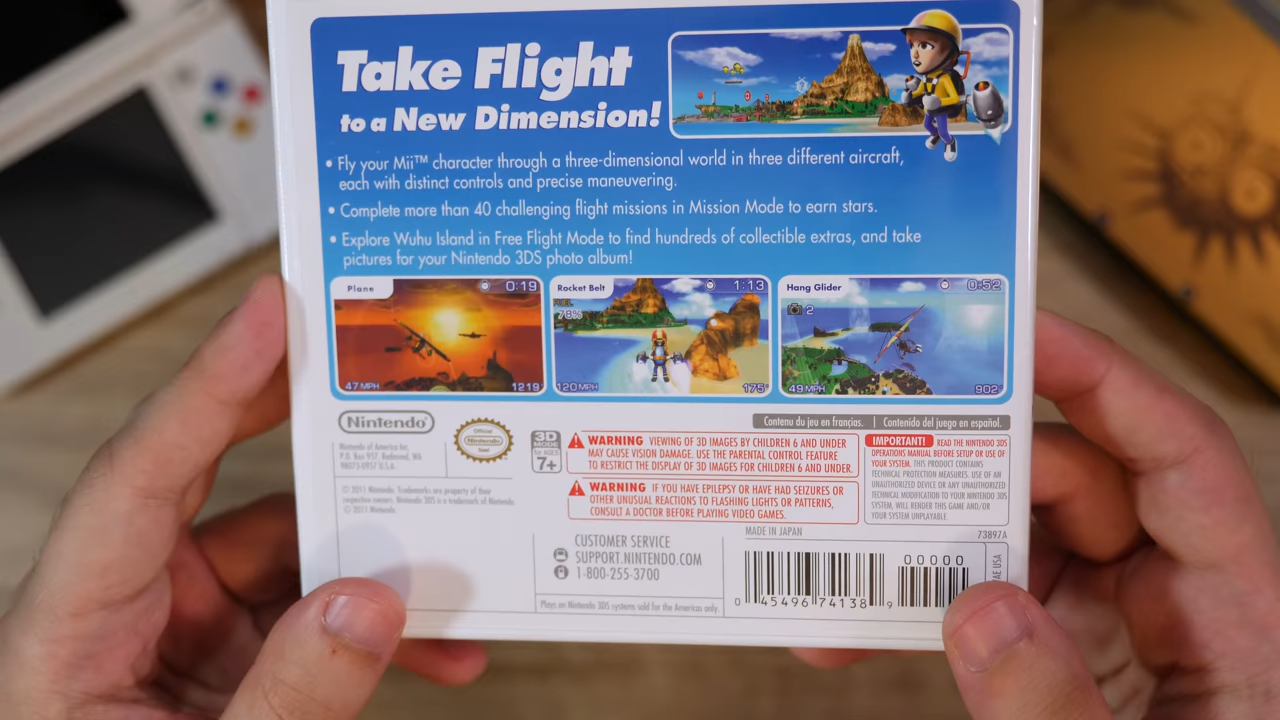 Take Flight
to a New Dimension!
• Fly your Mii™ character through a three-dimensional world in three different aircraft,
each with distinct controls and precise maneuvering.
• Complete more than 40 challenging flight missions in Mission Mode to earn stars.
• Explore Wuhu Island in Free Flight Mode to find hundreds of collectible extras, and take
pictures for your Nintendo 3DS photo album!
Plane
0:19
47 MPH
1219'
Rocket Belt
1:13
FUEL
78%
120 MPH
175'
Hang Glider
0:52
2
49 MPH
902'
Nintendo®
Nintendo of America Inc.
P.O. Box 957, Redmond, WA
98073-0957 U.S.A.
Official
Nintendo
Seal
© 2011 Nintendo. Trademarks are property of their
respective owners. Nintendo 3DS is a trademark of Nintendo.
© 2011 Nintendo.
3D
MODE
for AGES
7+
WARNING VIEWING OF 3D IMAGES BY CHILDREN 6 AND UNDER
MAY CAUSE VISION DAMAGE. USE THE PARENTAL CONTROL FEATURE
TO RESTRICT THE DISPLAY OF 3D IMAGES FOR CHILDREN 6 AND UNDER.
WARNING IF YOU HAVE EPILEPSY OR HAVE HAD SEIZURES OR
OTHER UNUSUAL REACTIONS TO FLASHING LIGHTS OR PATTERNS,
CONSULT A DOCTOR BEFORE PLAYING VIDEO GAMES.
Contenu du jeu en français. | Contenido del juego en español.
IMPORTANT! READ THE NINTENDO 3DS
OPERATIONS MANUAL BEFORE SETUP OR USE OF
YOUR SYSTEM. THIS PRODUCT CONTAINS
TECHNICAL PROTECTION MEASURES. USE OF AN
UNAUTHORIZED DEVICE OR ANY UNAUTHORIZED
TECHNICAL MODIFICATION TO YOUR NINTENDO 3DS
SYSTEM, WILL RENDER THIS GAME AND/OR
YOUR SYSTEM UNPLAYABLE.
MADE IN JAPAN
73897A
CUSTOMER SERVICE
SUPPORT.NINTENDO.COM
1-800-255-3700
Plays on Nintendo 3DS systems sold for the Americas only.
0 45496 74138 9
00000
AE USA